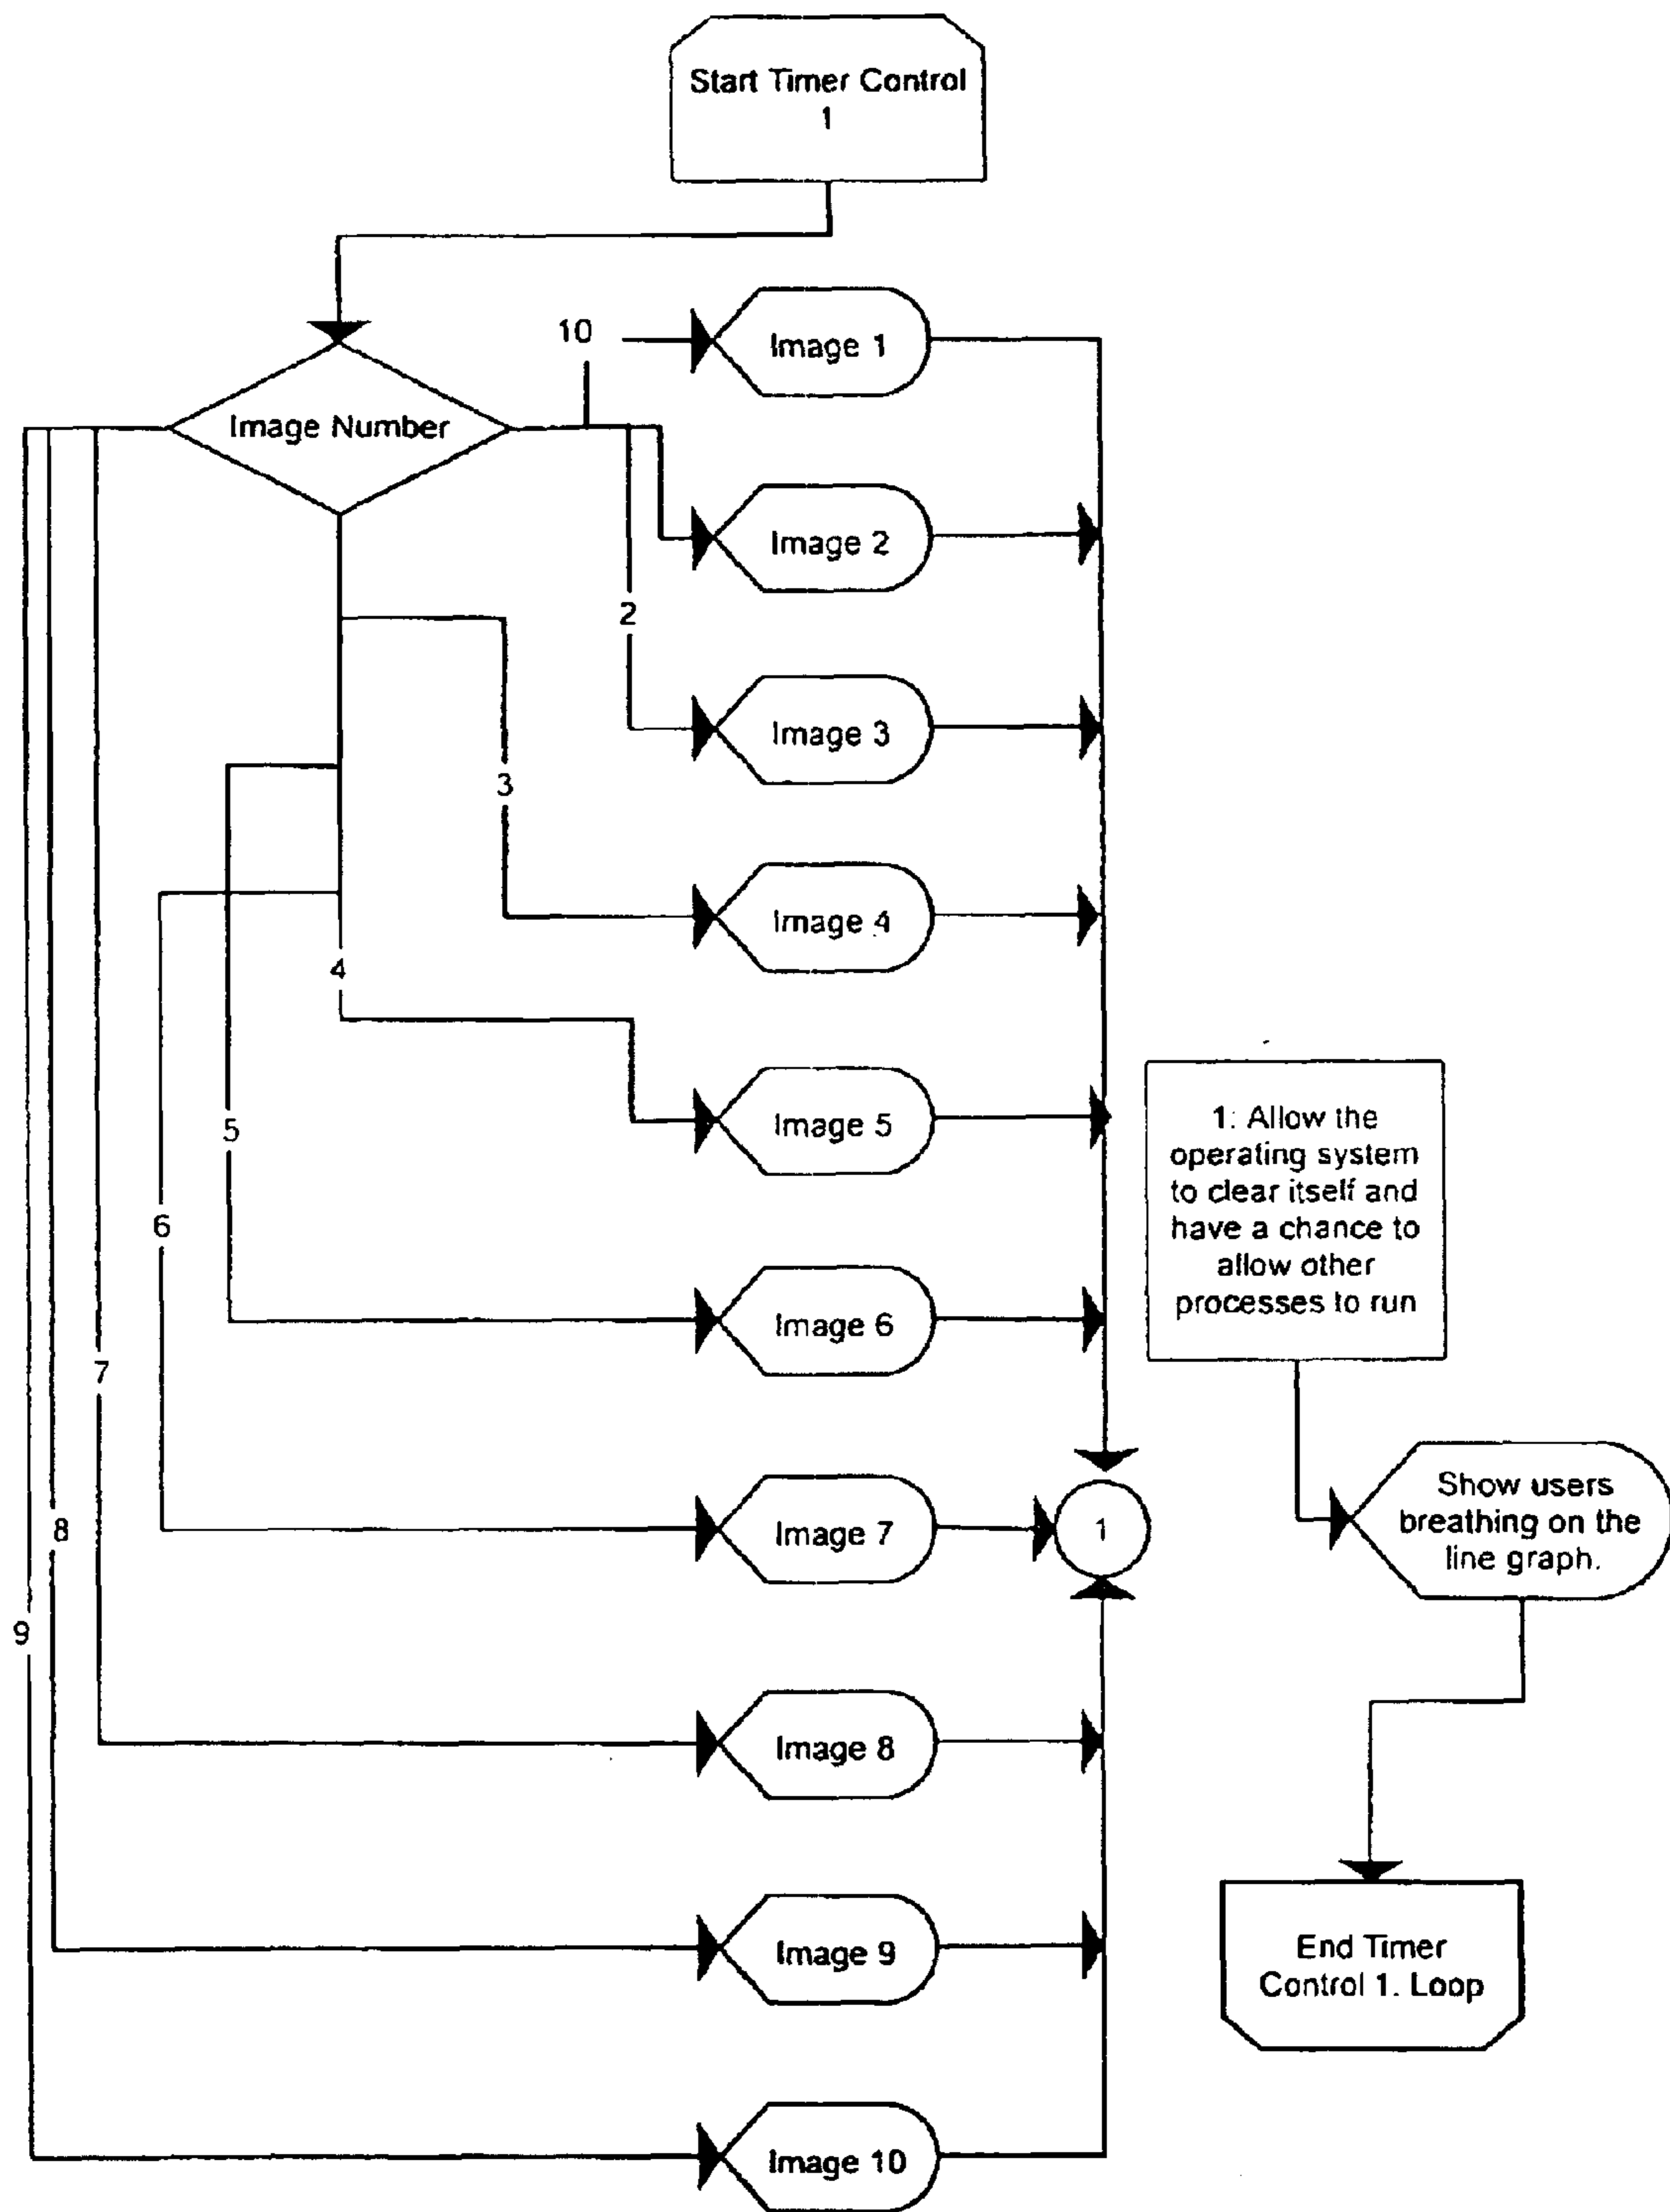 Start Timer Control
1
10
Image 1
Image Number
Image 2
2
Image 3
3
Image 4
4
Image 5
1: Allow the
operating system
to clear itself and
have a chance to
allow other
processes to run
5
6
Image 6
7
Show users
breathing on the
line graph.
8
Image 7
1
9
Image 8
Image 9
End Timer
Control 1. Loop
Image 10